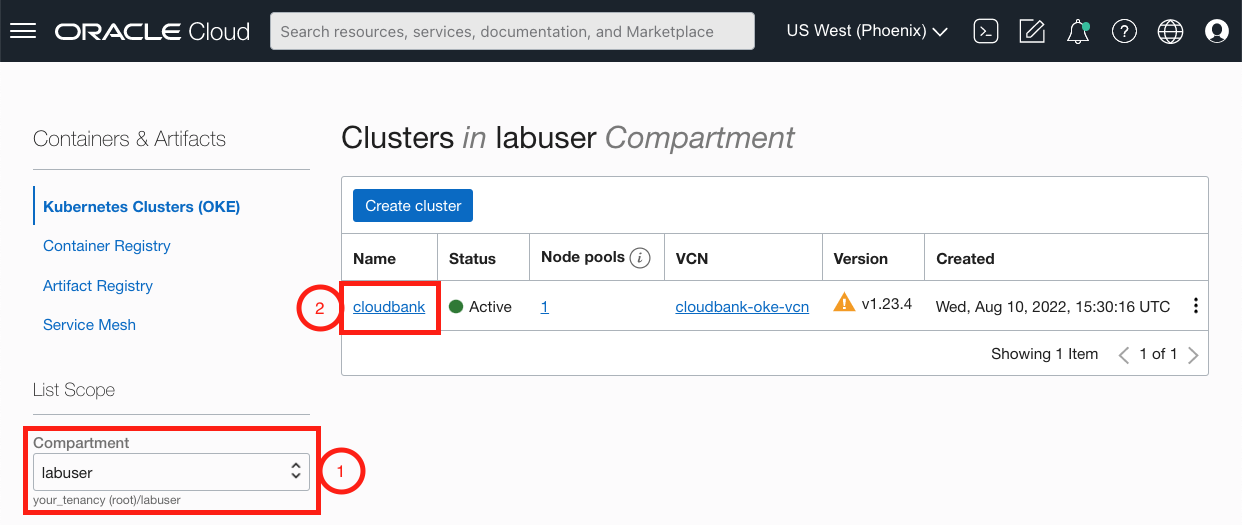 ORACLE Cloud
Search resources, services, documentation, and Marketplace
US West (Phoenix)
Containers & Artifacts
Kubernetes Clusters (OKE)
Container Registry
Artifact Registry
Service Mesh
List Scope
Compartment
labuser
your_tenancy (root)/labuser
1
Clusters in labuser Compartment
Create cluster
Name Status Node pools i VCN Version Created
2 cloudbank Active 1 cloudbank-oke-vcn v1.23.4 Wed, Aug 10, 2022, 15:30:16 UTC
Showing 1 Item < 1 of 1 >